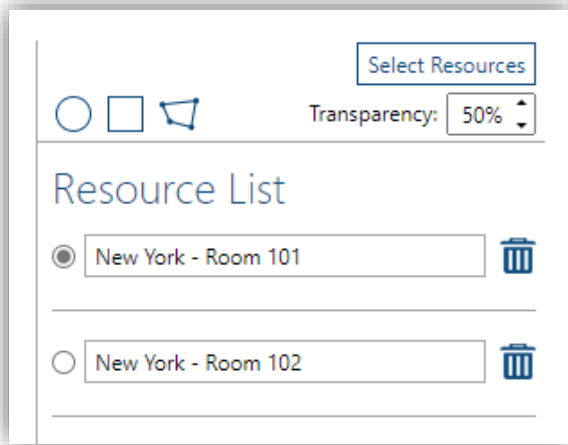 Select Resources
Transparency: 50%
Resource List
New York - Room 101
New York - Room 102